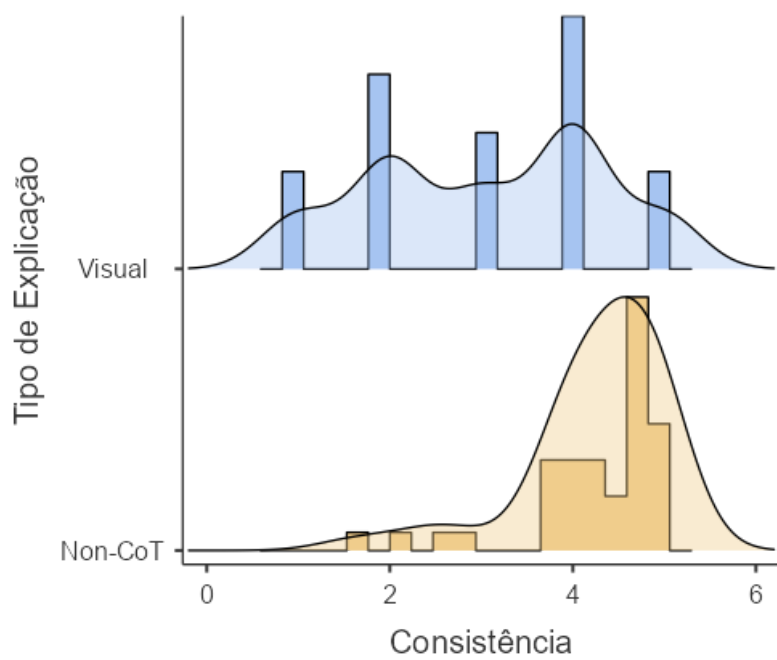 Tipo de Explicação
Visual
Non-CoT
0 2 4 6
Consistência